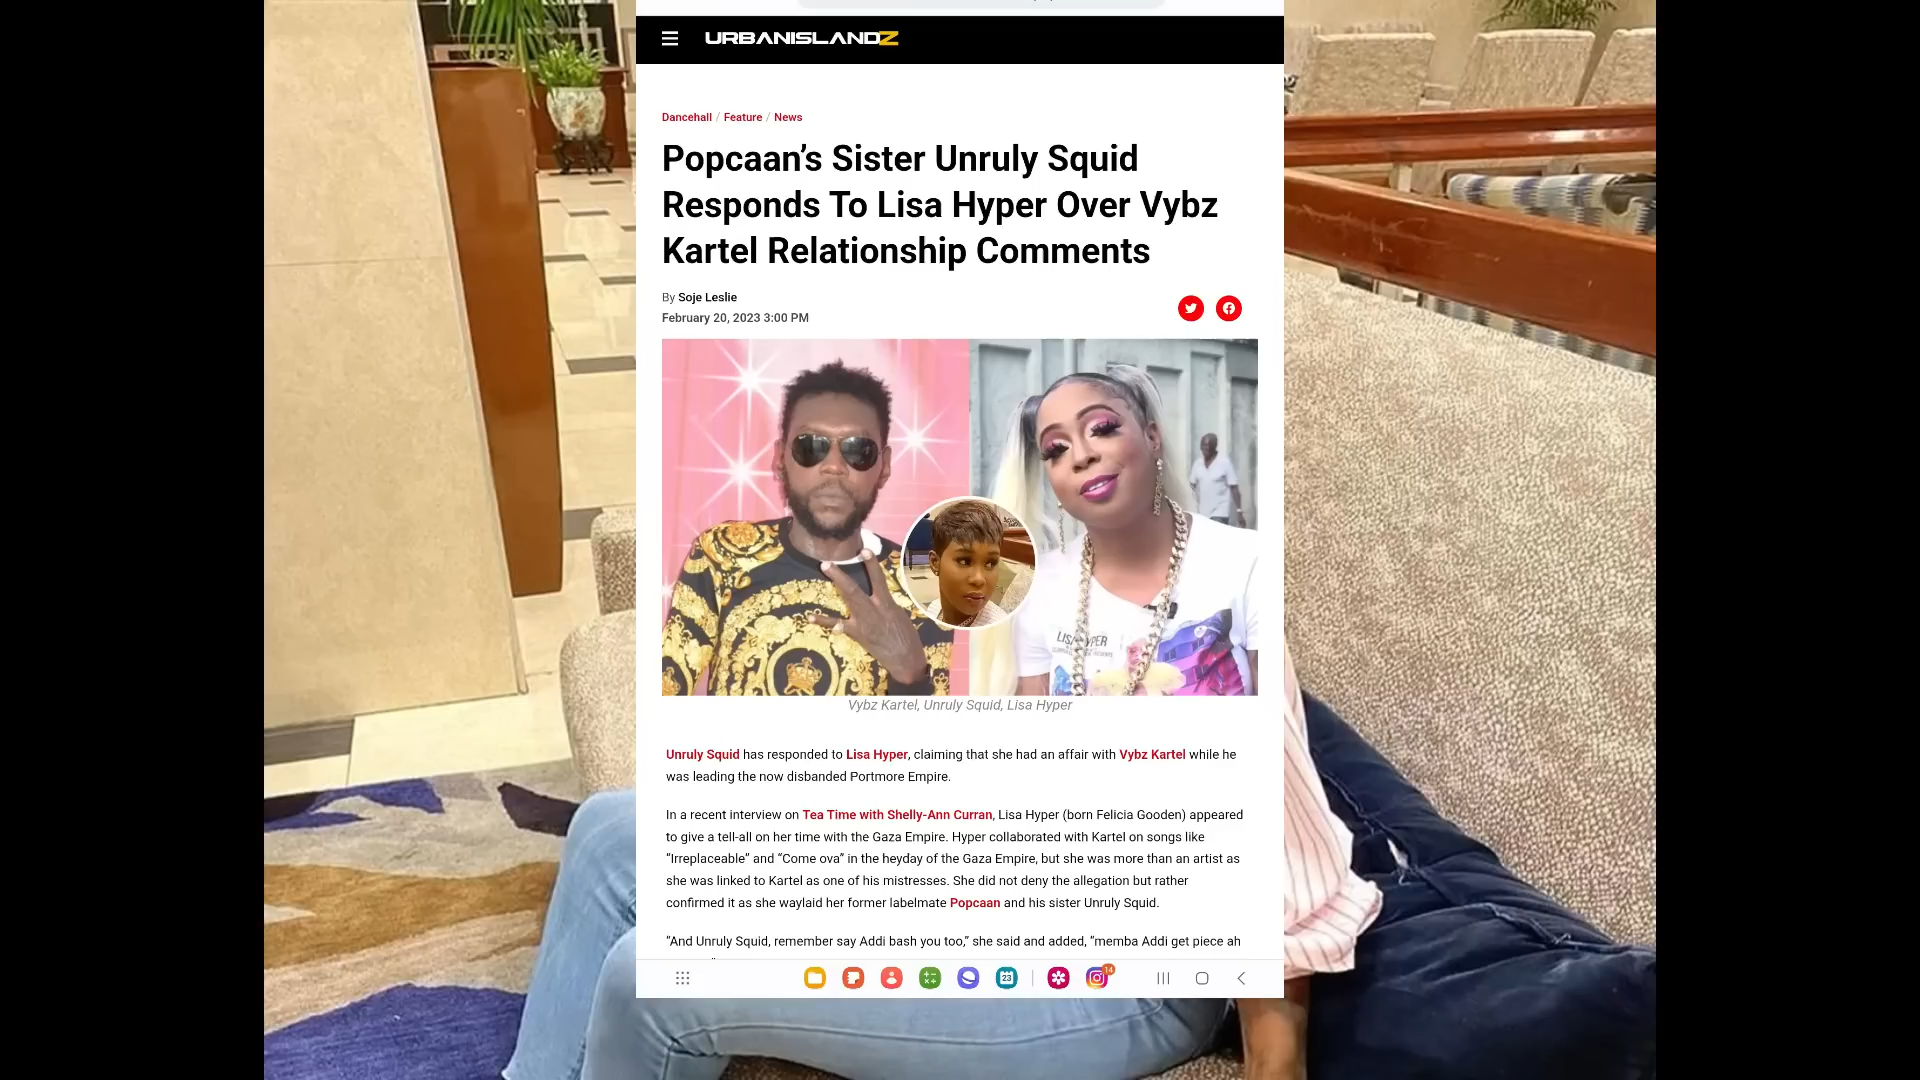 URBANISLANDZ
Dancehall / Feature / News
Popcaan’s Sister Unruly Squid
Responds To Lisa Hyper Over Vybz
Kartel Relationship Comments
By Soje Leslie
February 20, 2023 3:00 PM
LISA HYPER
Vybz Kartel, Unruly Squid, Lisa Hyper
Unruly Squid has responded to Lisa Hyper, claiming that she had an affair with Vybz Kartel while he
was leading the now disbanded Portmore Empire.
In a recent interview on Tea Time with Shelly-Ann Curran, Lisa Hyper (born Felicia Gooden) appeared
to give a tell-all on her time with the Gaza Empire. Hyper collaborated with Kartel on songs like
“Irreplaceable” and “Come ova” in the heyday of the Gaza Empire, but she was more than an artist as
she was linked to Kartel as one of his mistresses. She did not deny the allegation but rather
confirmed it as she waylaid her former labelmate Popcaan and his sister Unruly Squid.
“And Unruly Squid, remember say Addi bash you too,” she said and added, “memba Addi get piece ah
23
14